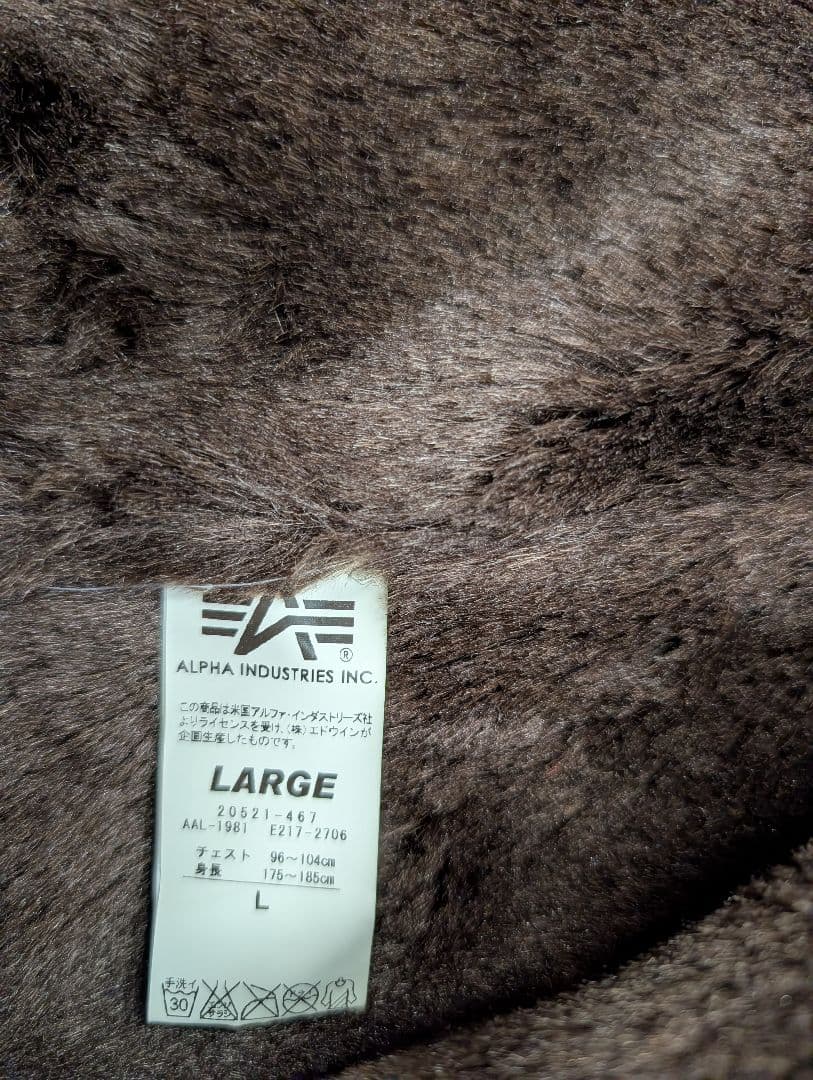 ®
ALPHA INDUSTRIES INC.
この商品は米国アルファ・インダストリーズ社
よりライセンスを受け、(株)エドウインが
企画生産したものです。
LARGE
20521-467
AAL-1981 E217-2706
チェスト 96～104cm
身長 175～185cm
L
手洗イ
30